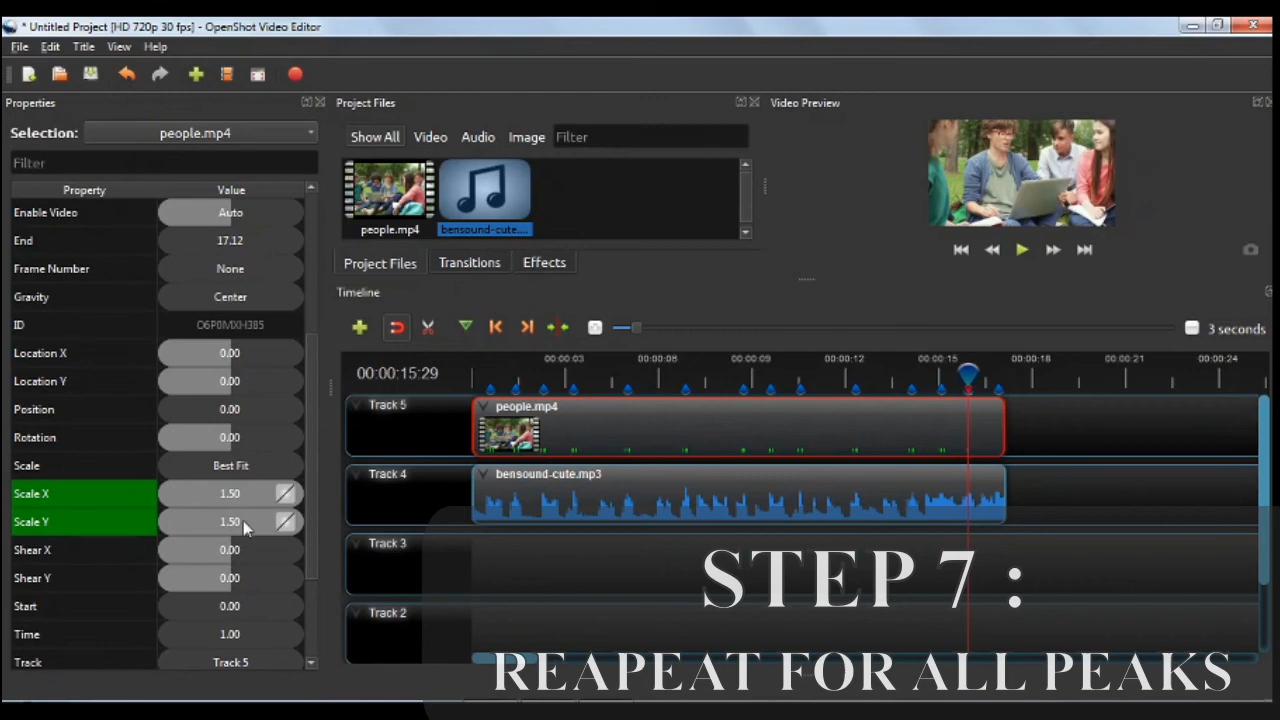 * Untitled Project [HD 720p 30 fps] - OpenShot Video Editor
File Edit Title View Help
Properties
Project Files
Video Preview
Selection: people.mp4
Show All Video Audio Image Filter
Filter
Property Value
Enable Video Auto
End 17.12
Frame Number None
Gravity Center
ID O6P0MXH385
Location X 0.00
Location Y 0.00
Position 0.00
Rotation 0.00
Scale Best Fit
Scale X 1.50
Scale Y 1.50
Shear X 0.00
Shear Y 0.00
Start 0.00
Time 1.00
Track Track 5
people.mp4
bensound-cute....
Project Files Transitions Effects
Timeline
3 seconds
00:00:15:29
00:00:03 00:00:08 00:00:09 00:00:12 00:00:15 00:00:18 00:00:21 00:00:24
Track 5
people.mp4
Track 4
bensound-cute.mp3
Track 3
Track 2
STEP 7 :
REAPEAT FOR ALL PEAKS